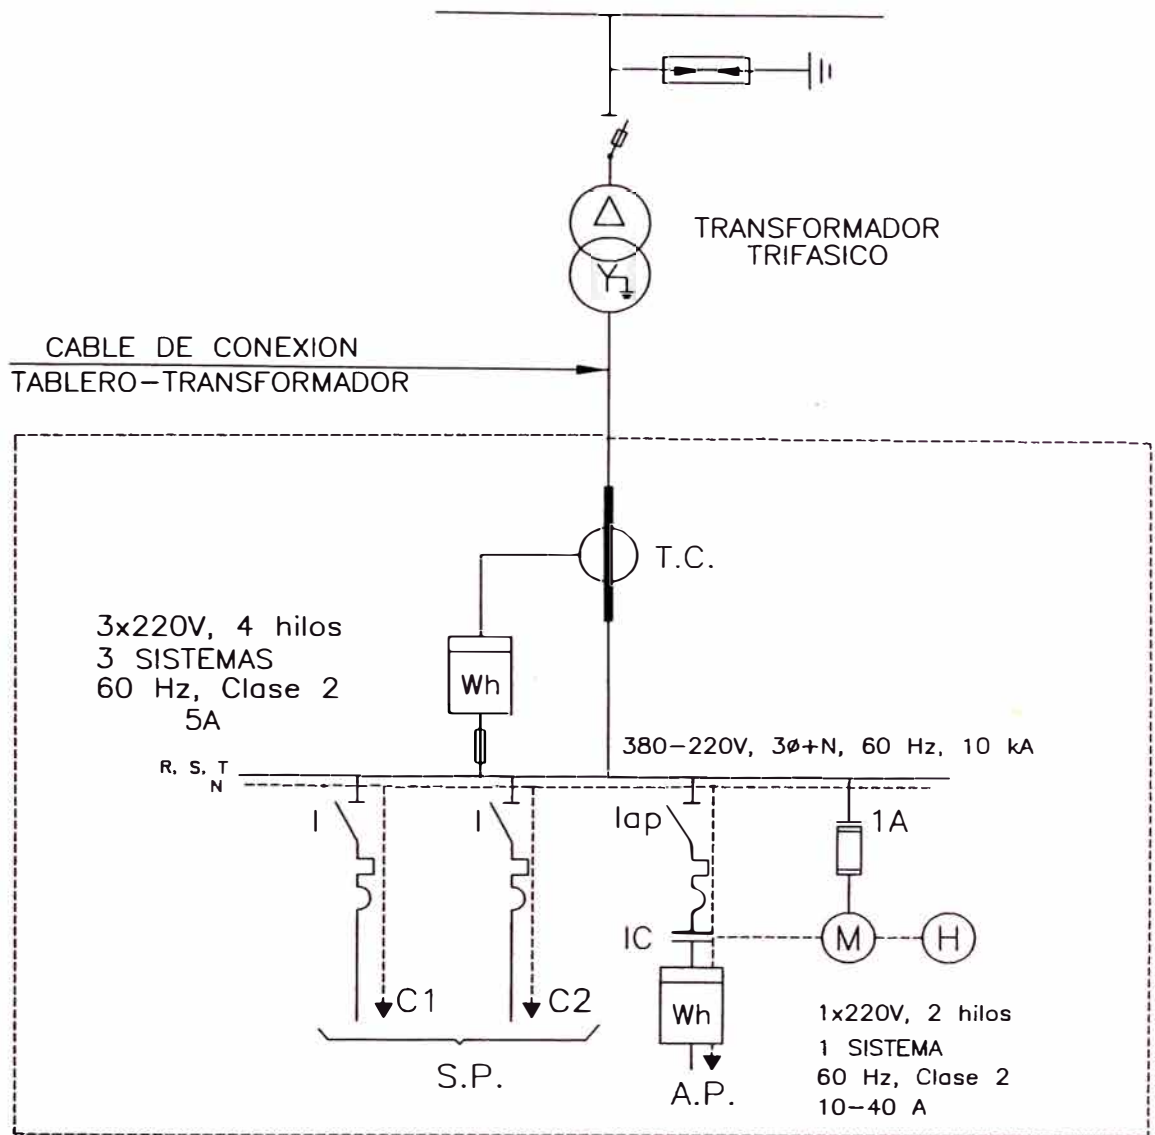 TRANSFORMADOR
TRIFASICO
CABLE DE CONEXION
TABLERO-TRANSFORMADOR
T.C.
3x220V, 4 hilos
3 SISTEMAS
60 Hz, Clase 2
5A
Wh
380-220V, 3ø+N, 60 Hz, 10 kA
R, S, T
N
I
I
Iap
1A
IC
M
H
C1
C2
Wh
1x220V, 2 hilos
1 SISTEMA
60 Hz, Clase 2
10-40 A
S.P.
A.P.